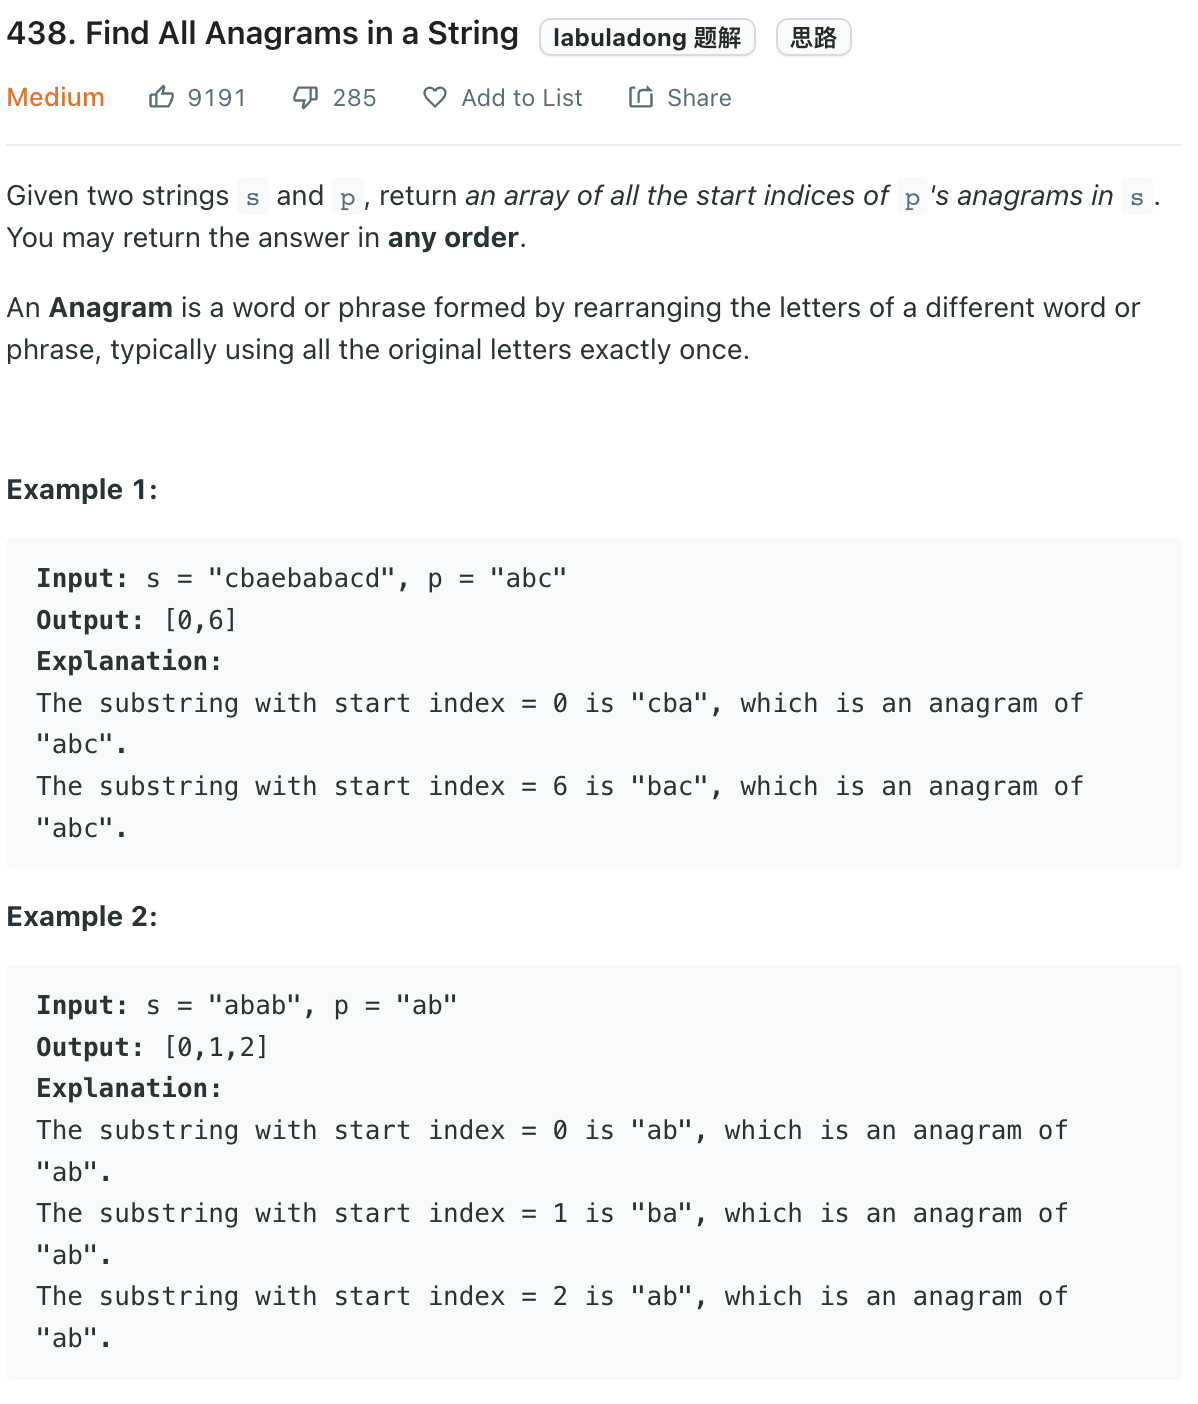 438. Find All Anagrams in a String labuladong 题解 思路
Medium 9191 285 Add to List Share
Given two strings s and p, return an array of all the start indices of p's anagrams in s.
You may return the answer in any order.
An Anagram is a word or phrase formed by rearranging the letters of a different word or
phrase, typically using all the original letters exactly once.
Example 1:
Input: s = "cbaebabacd", p = "abc"
Output: [0,6]
Explanation:
The substring with start index = 0 is "cba", which is an anagram of
"abc".
The substring with start index = 6 is "bac", which is an anagram of
"abc".
Example 2:
Input: s = "abab", p = "ab"
Output: [0,1,2]
Explanation:
The substring with start index = 0 is "ab", which is an anagram of
"ab".
The substring with start index = 1 is "ba", which is an anagram of
"ab".
The substring with start index = 2 is "ab", which is an anagram of
"ab".